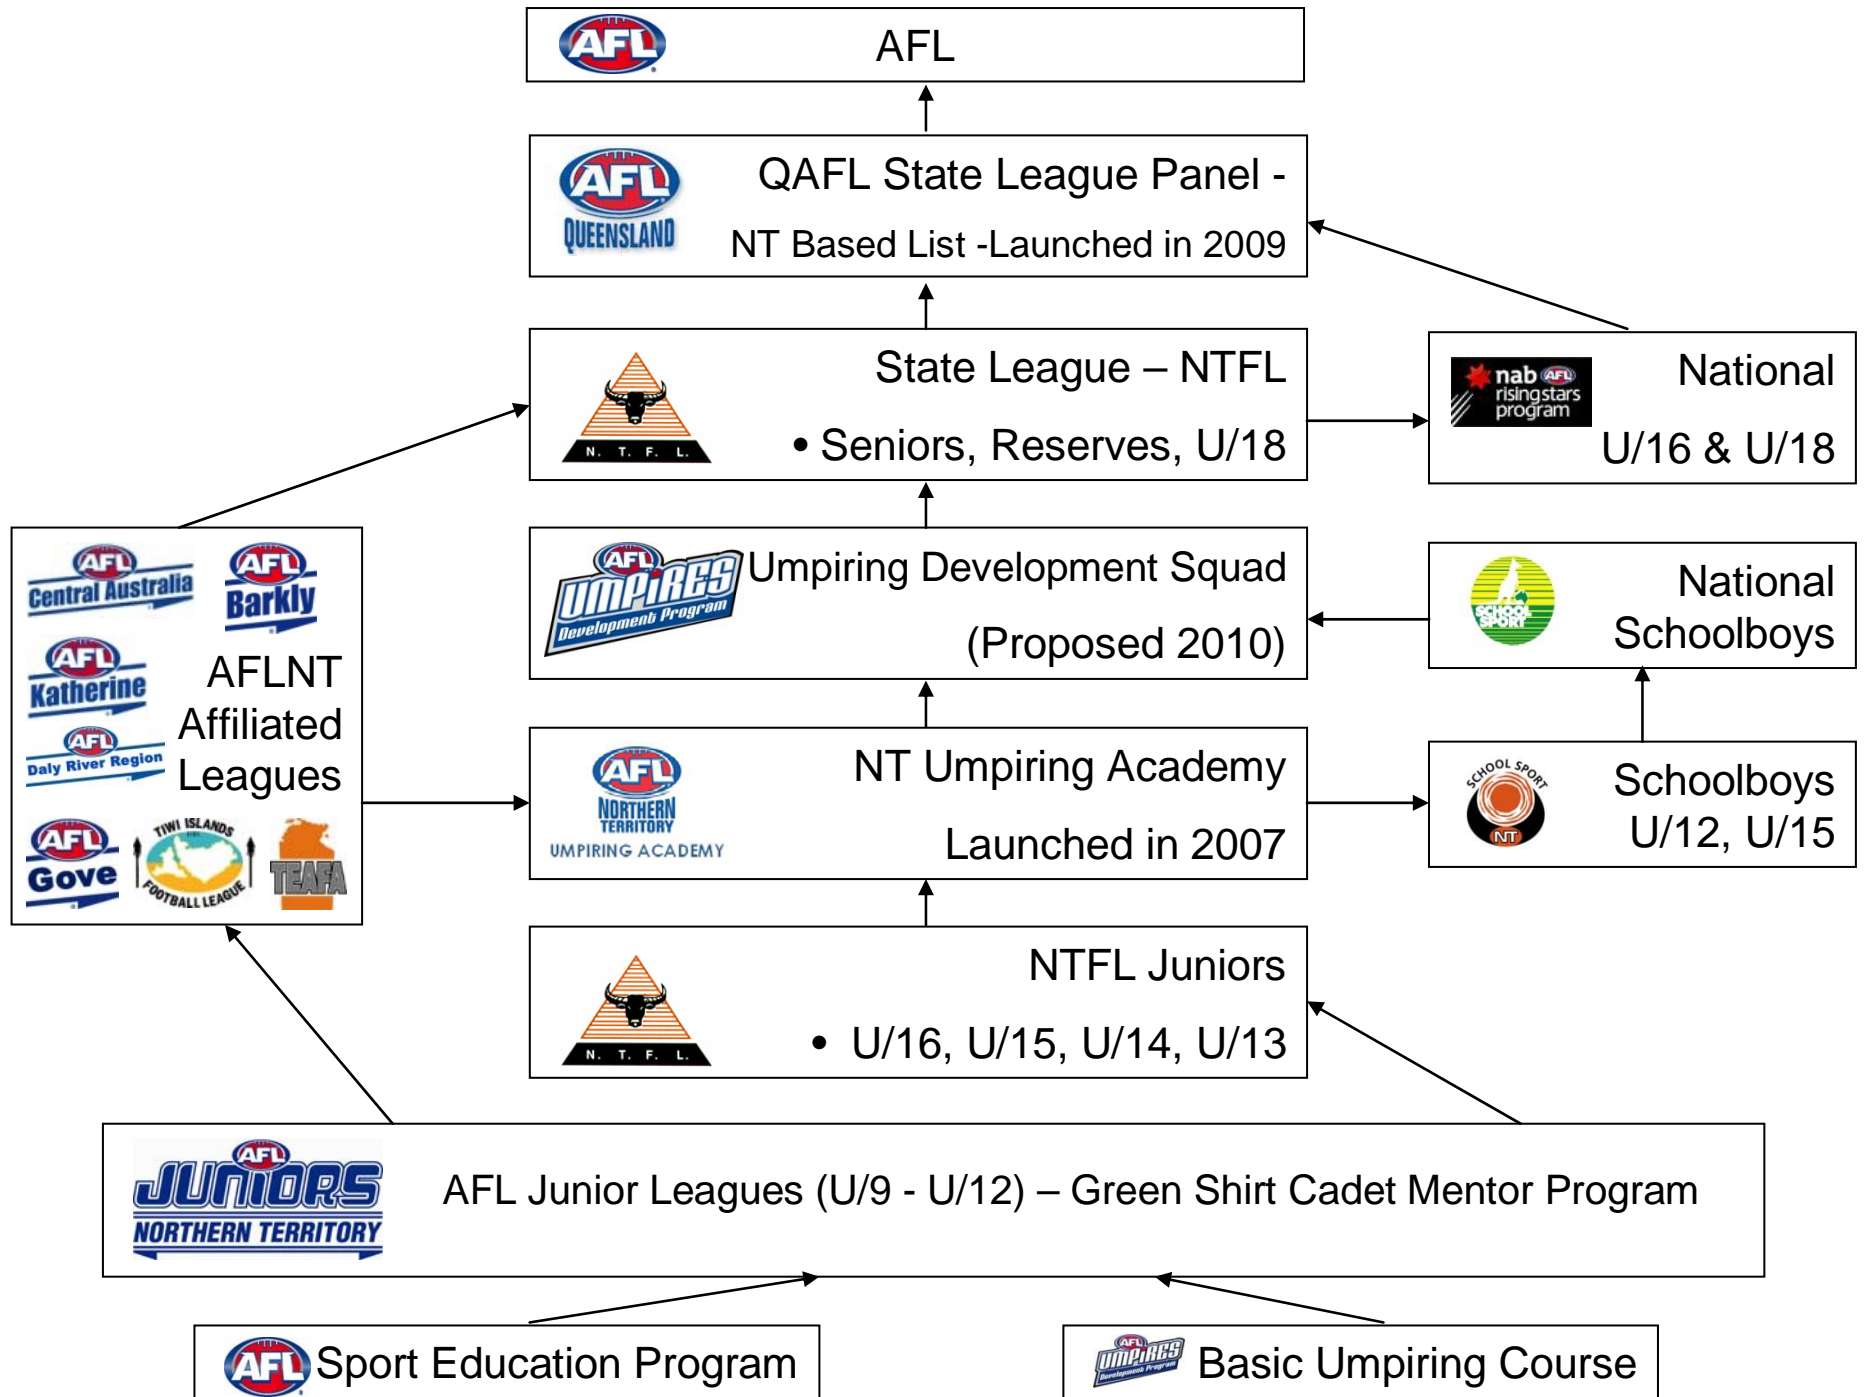 AFL
AFL
AFL
QUEENSLAND
QAFL State League Panel -
NT Based List -Launched in 2009
N. T. F. L.
State League – NTFL
• Seniors, Reserves, U/18
nab AFL
risingstars
program
National
U/16 & U/18
AFL
Central Australia
AFL
Barkly
AFL
Katherine
AFL
Daly River Region
AFLNT
Affiliated
Leagues
AFL
Gove
TIWI ISLANDS
FOOTBALL LEAGUE
TEAFA
AFL
UMPIRES
Development Program
Umpiring Development Squad
(Proposed 2010)
SCHOOL
SPORT
National
Schoolboys
AFL
NORTHERN
TERRITORY
UMPIRING ACADEMY
NT Umpiring Academy
Launched in 2007
SCHOOL SPORT
NT
Schoolboys
U/12, U/15
N. T. F. L.
NTFL Juniors
• U/16, U/15, U/14, U/13
AFL
JUNIORS
NORTHERN TERRITORY
AFL Junior Leagues (U/9 - U/12) – Green Shirt Cadet Mentor Program
AFL
Sport Education Program
AFL
UMPIRES
Development Program
Basic Umpiring Course